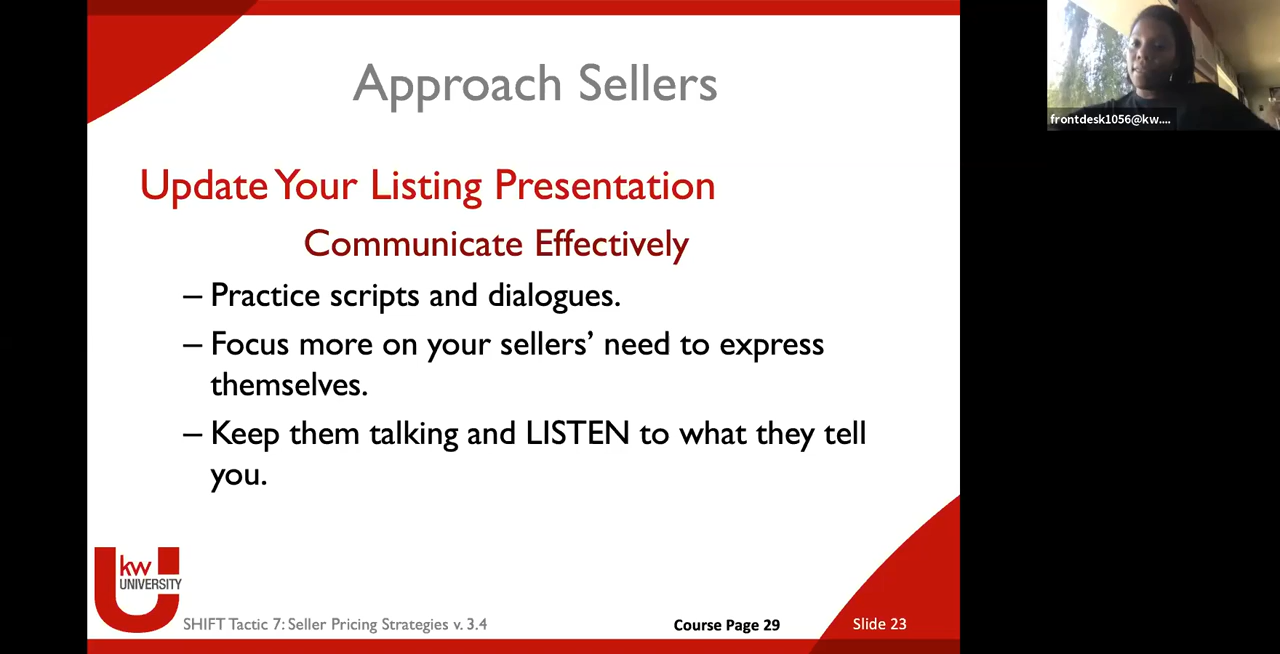 Approach Sellers
frontdesk1056@kw....
Update Your Listing Presentation
Communicate Effectively
– Practice scripts and dialogues.
– Focus more on your sellers’ need to express
themselves.
– Keep them talking and LISTEN to what they tell
you.
kw
UNIVERSITY
SHIFT Tactic 7: Seller Pricing Strategies v. 3.4
Course Page 29
Slide 23